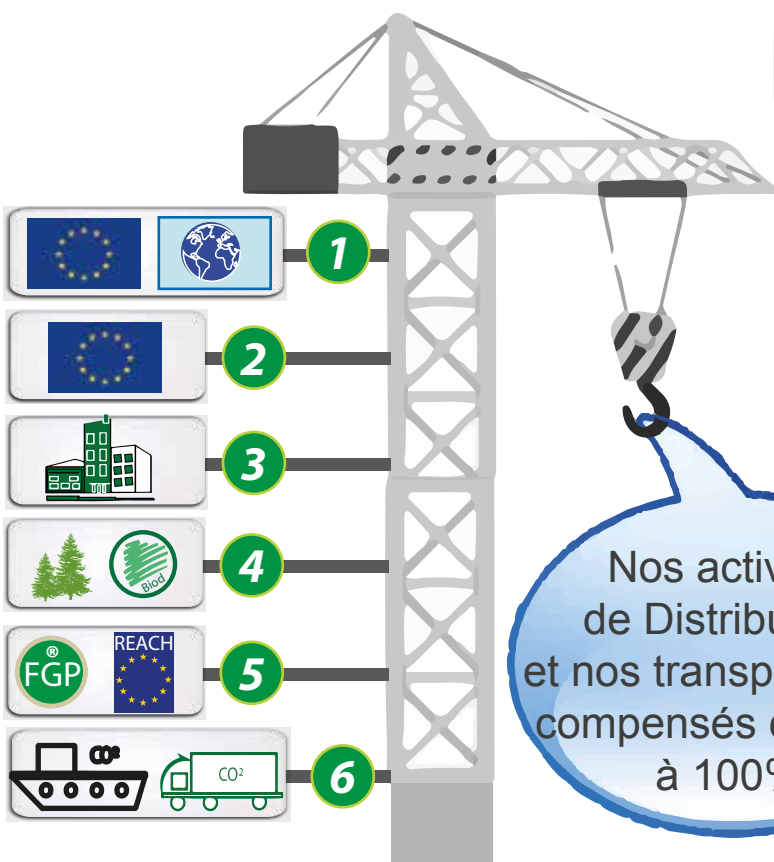 1
2
3
4
Biod
5
FGP
®
REACH
6
CO²
CO²
Nos activ
de Distribu
et nos transp
compensés
à 100%